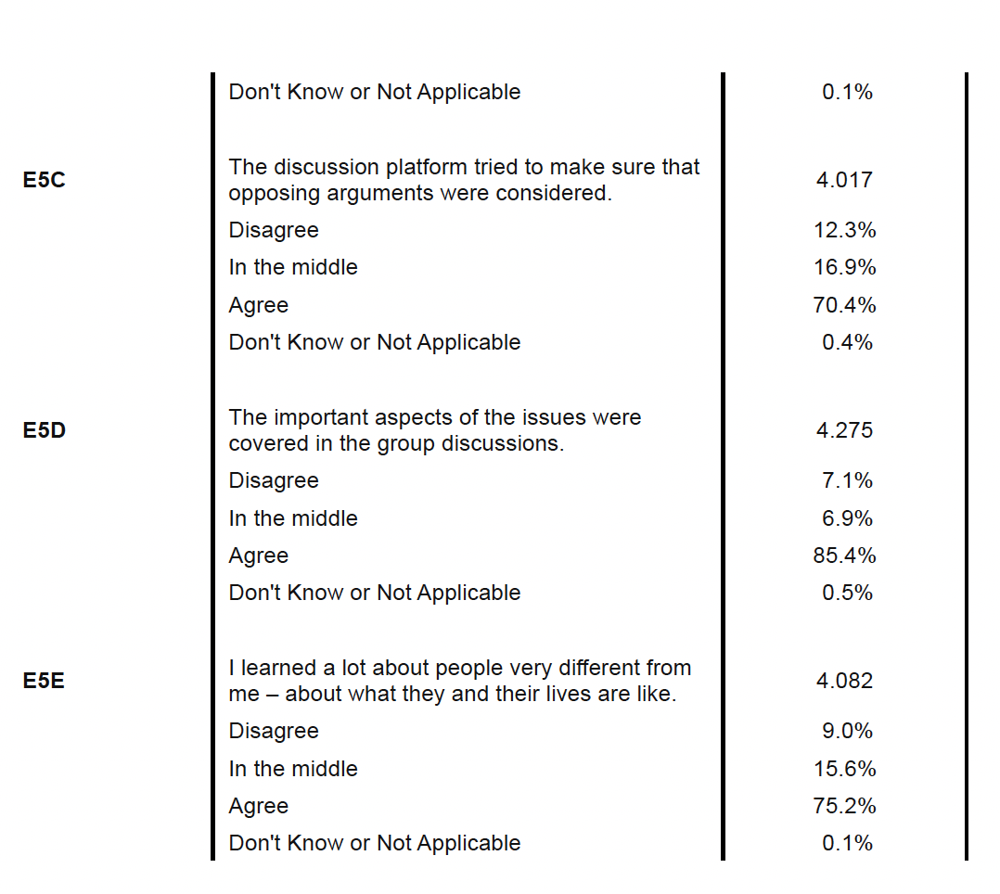 Don't Know or Not Applicable 0.1%
E5C The discussion platform tried to make sure that opposing arguments were considered. 4.017
Disagree 12.3%
In the middle 16.9%
Agree 70.4%
Don't Know or Not Applicable 0.4%
E5D The important aspects of the issues were covered in the group discussions. 4.275
Disagree 7.1%
In the middle 6.9%
Agree 85.4%
Don't Know or Not Applicable 0.5%
E5E I learned a lot about people very different from me – about what they and their lives are like. 4.082
Disagree 9.0%
In the middle 15.6%
Agree 75.2%
Don't Know or Not Applicable 0.1%